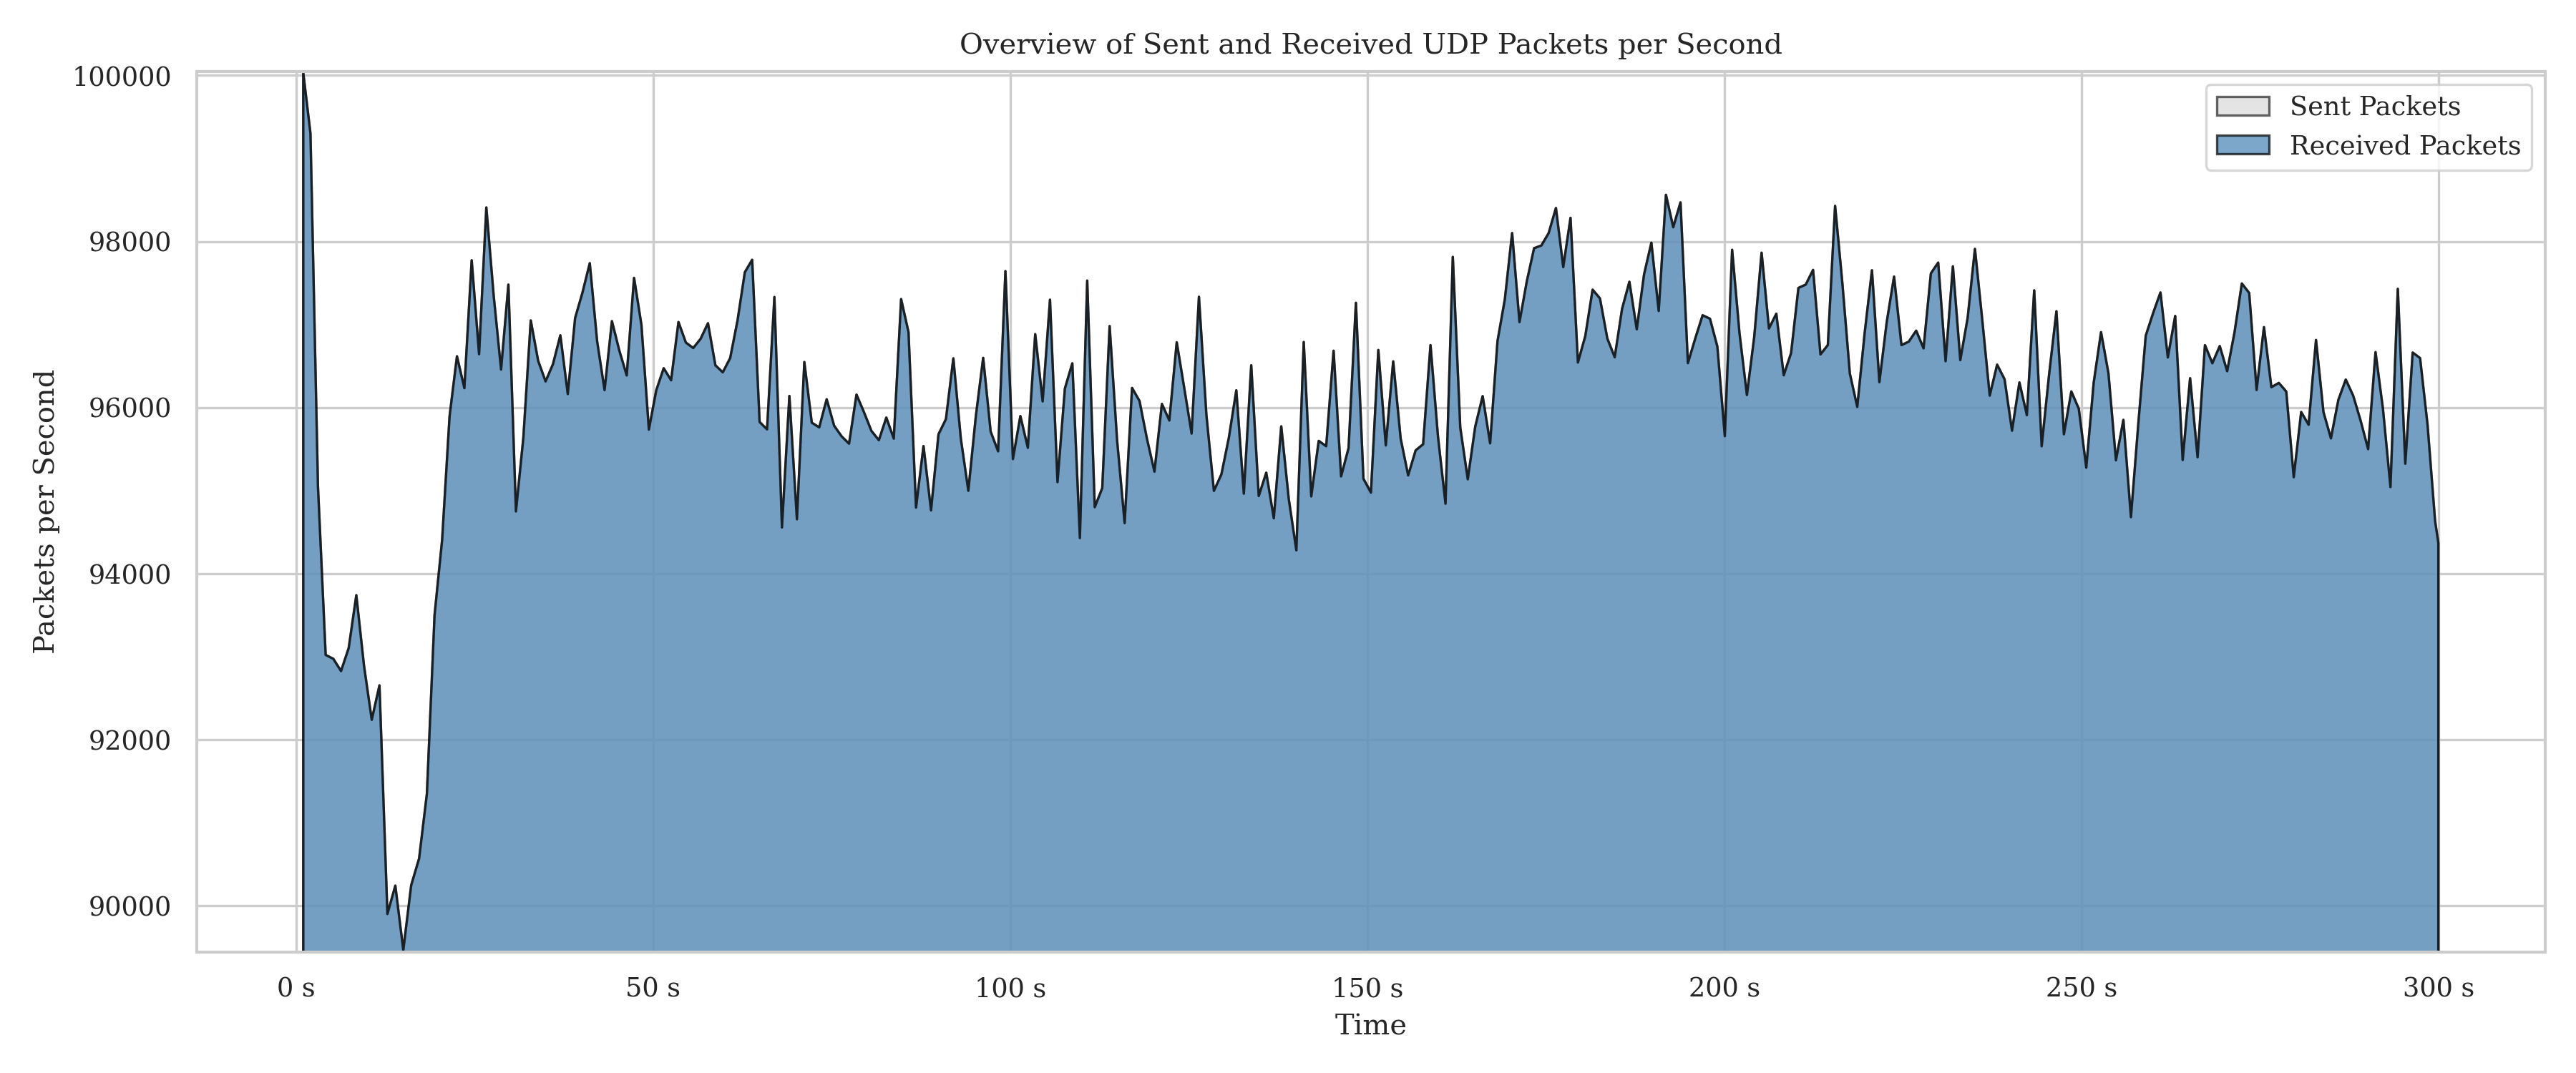 Overview of Sent and Received UDP Packets per Second
100000
98000
96000
94000
92000
90000
Packets per Second
Sent Packets
Received Packets
0 s
50 s
100 s
150 s
200 s
250 s
300 s
Time